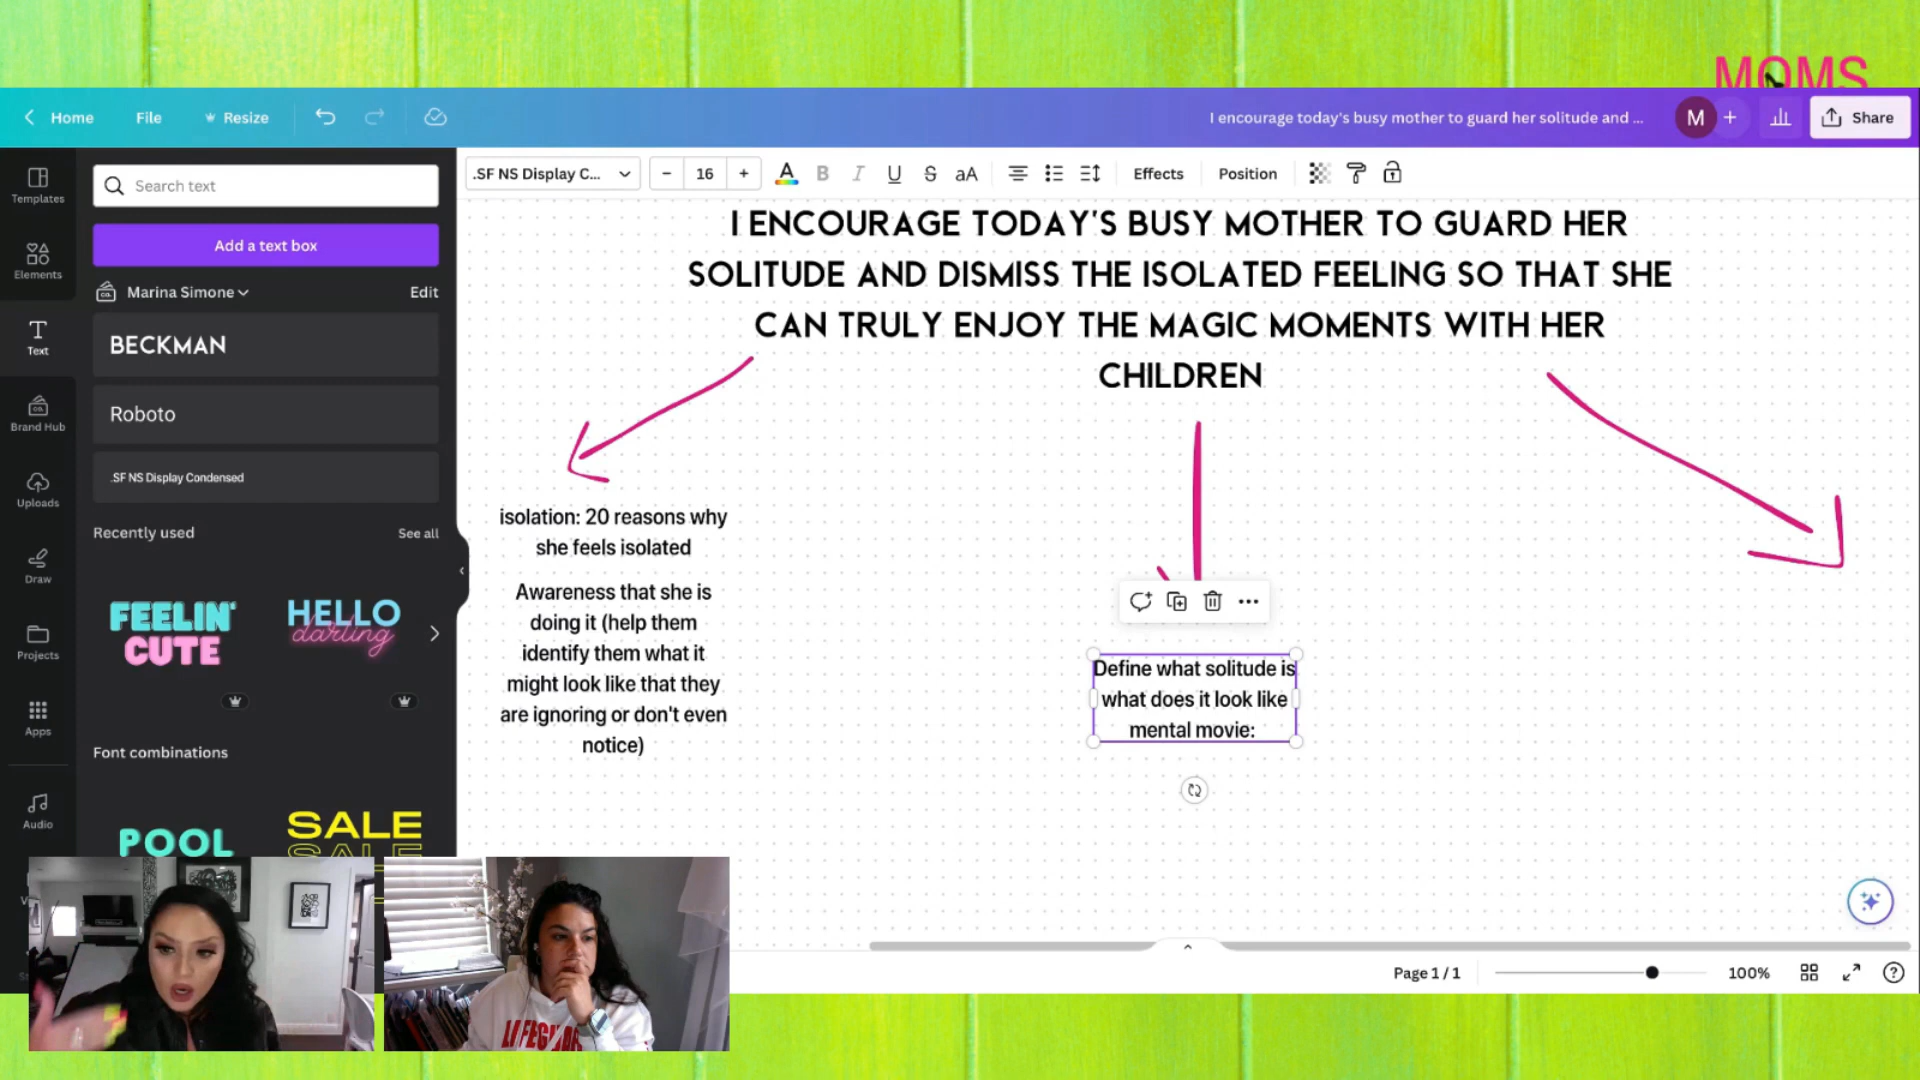 MOMS
Home
File
Resize
I encourage today's busy mother to guard her solitude and ...
M
Share
Templates
Elements
Text
Brand Hub
Uploads
Draw
Projects
Apps
Audio
Search text
Add a text box
Marina Simone
Edit
BECKMAN
Roboto
.SF NS Display Condensed
Recently used
See all
FEELIN'
CUTE
HELLO
darling
Font combinations
POOL
SALE
SALE
.SF NS Display C...
16
B
I
U
S
aA
Effects
Position
I ENCOURAGE TODAY'S BUSY MOTHER TO GUARD HER
SOLITUDE AND DISMISS THE ISOLATED FEELING SO THAT SHE
CAN TRULY ENJOY THE MAGIC MOMENTS WITH HER
CHILDREN
isolation: 20 reasons why
she feels isolated
Awareness that she is
doing it (help them
identify them what it
might look like that they
are ignoring or don't even
notice)
Define what solitude is
what does it look like
mental movie:
Page 1 / 1
100%